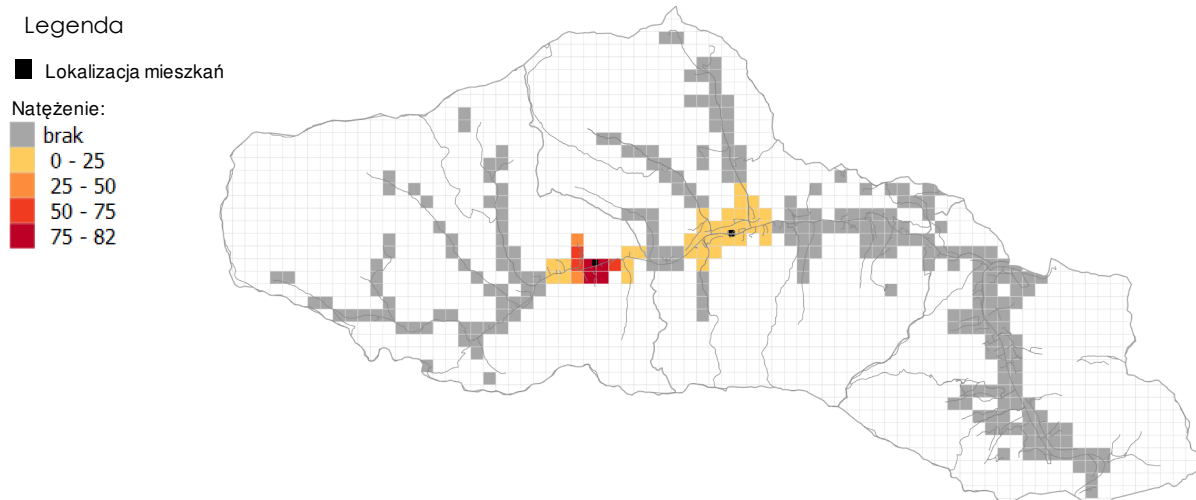 Legenda
Lokalizacja mieszkań
Natężenie:
brak
0 - 25
25 - 50
50 - 75
75 - 82